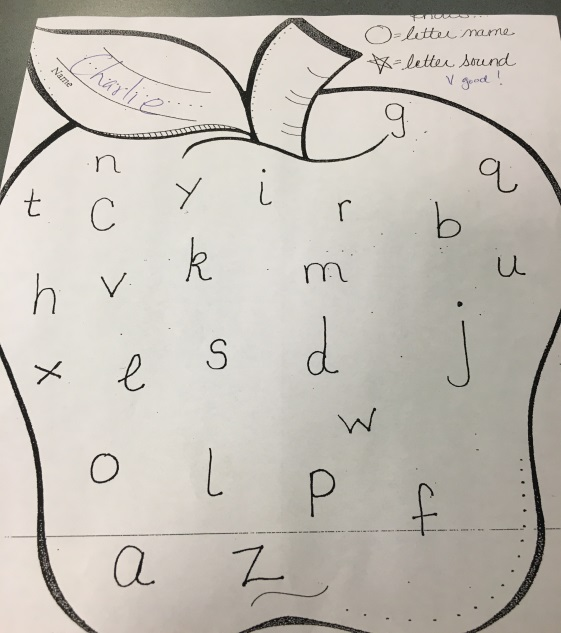 O=letter name
☆=letter sound
v good!
Name
Charlie
g
n
q
t
c
y
i
r
b
h
v
k
m
u
x
e
s
d
j
w
o
l
p
f
a
z